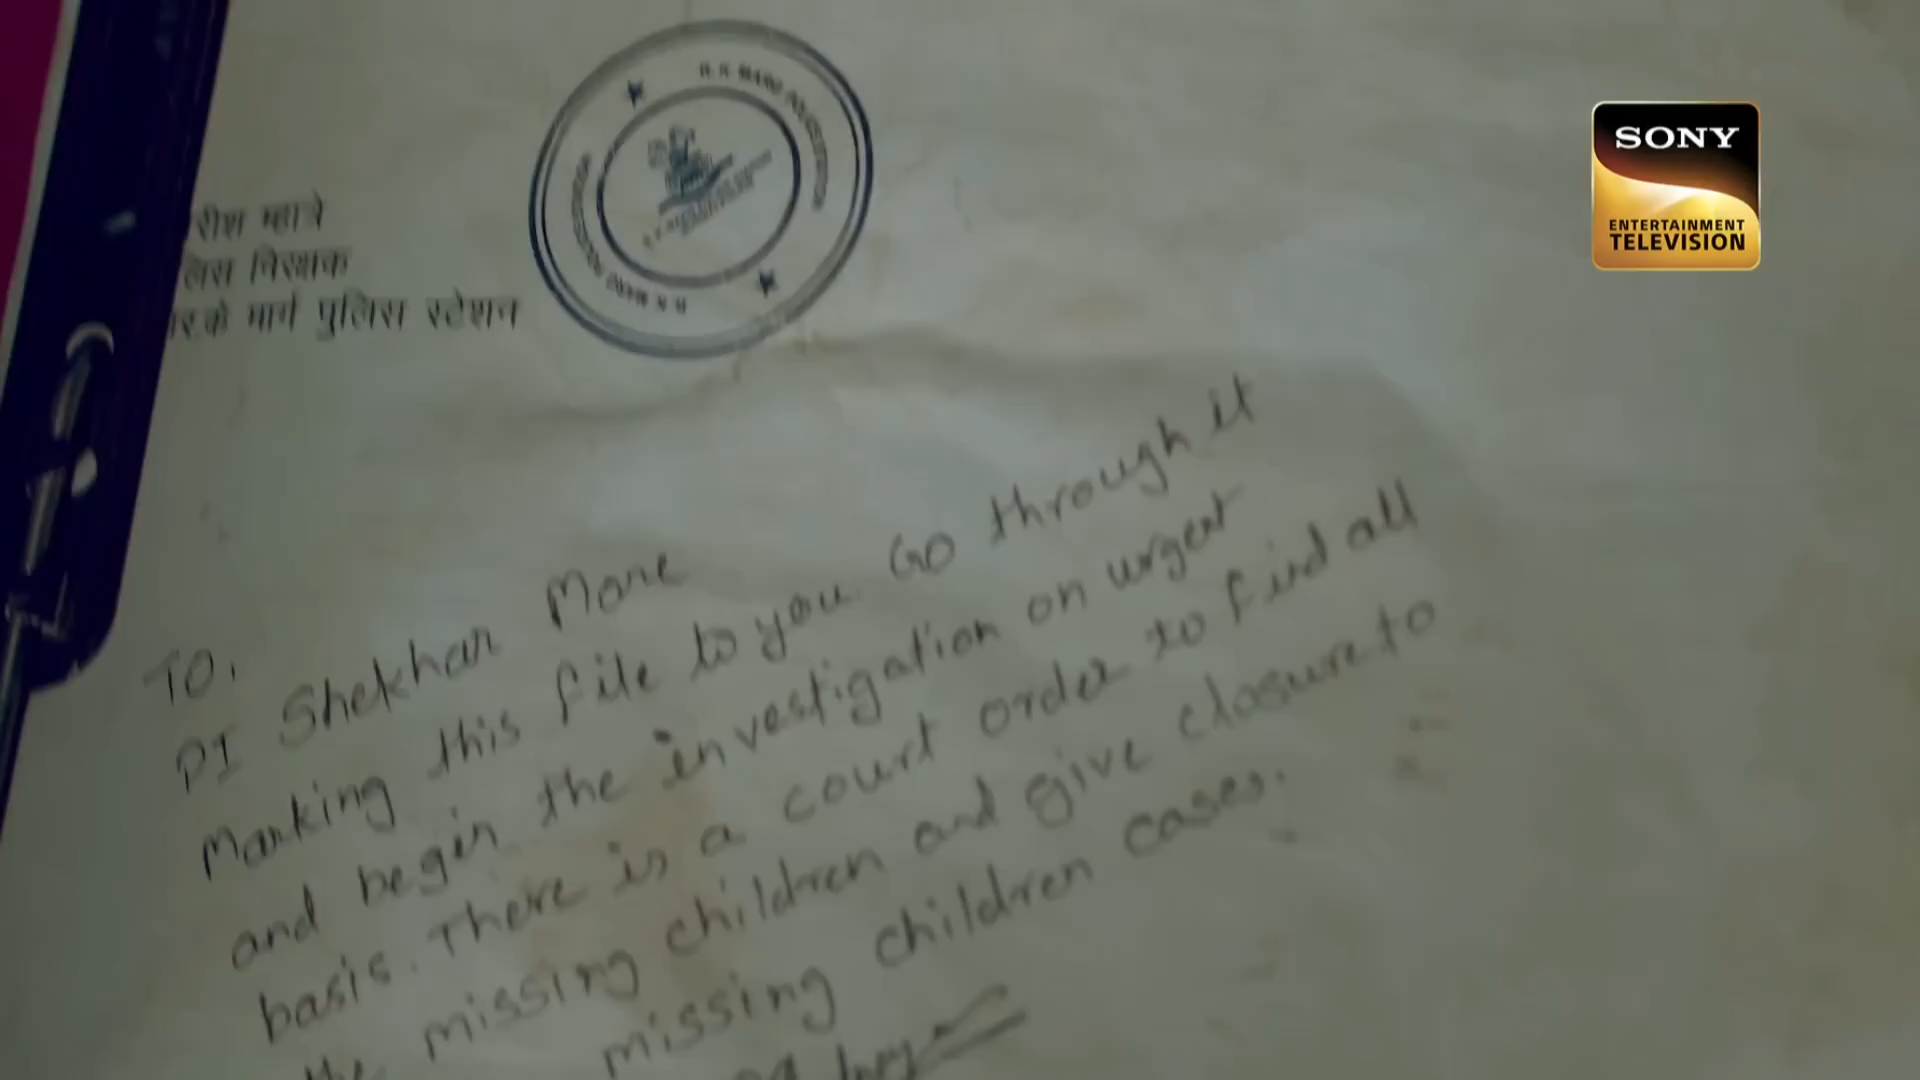 SONY
ENTERTAINMENT
TELEVISION
रीश म्हात्रे
लिस निरक्षक
आर.के मार्ग पुलिस स्टेशन
TO,
PI Shekhar More
Marking this file to you Go through it
and begin the investigation on urgent
basis. There is a court order to find all
the missing children and give closure to
missing children cases.